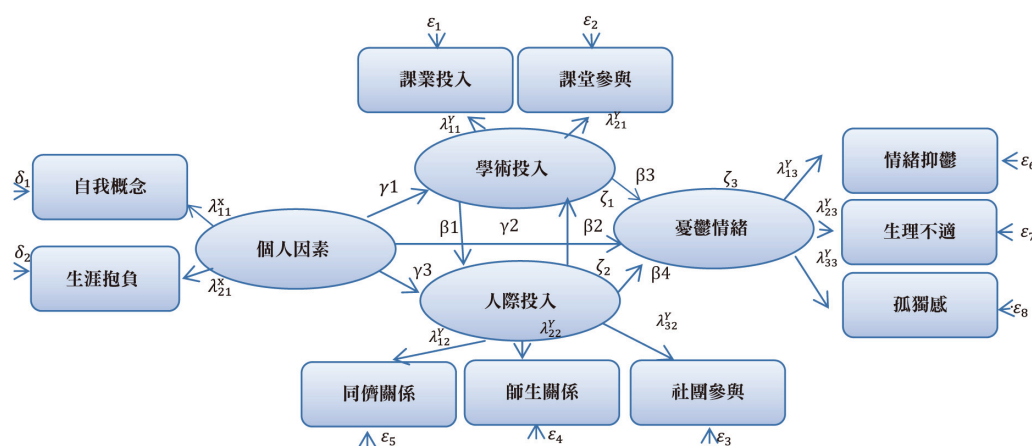 ε₁
ε₂
課業投入
課堂參與
λ₁₁ʸ
λ₂₁ʸ
δ₁
自我概念
λ₁₁ˣ
γ1
學術投入
ζ₁
β3
ζ₃
λ₁₃ʸ
情緒抑鬱
ε₆
個人因素
β1
γ2
β2
憂鬱情緒
λ₂₃ʸ
生理不適
ε₇
δ₂
生涯抱負
λ₂₁ˣ
γ3
ζ₂
β4
λ₃₃ʸ
人際投入
孤獨感
ε₈
λ₁₂ʸ
λ₂₂ʸ
λ₃₂ʸ
同儕關係
師生關係
社團參與
ε₅
ε₄
ε₃